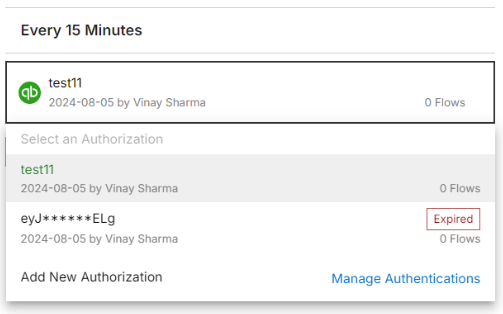 Every 15 Minutes
qb
test11
2024-08-05 by Vinay Sharma 0 Flows
Select an Authorization
test11
2024-08-05 by Vinay Sharma 0 Flows
eyJ******ELg Expired
2024-08-05 by Vinay Sharma 0 Flows
Add New Authorization Manage Authentications